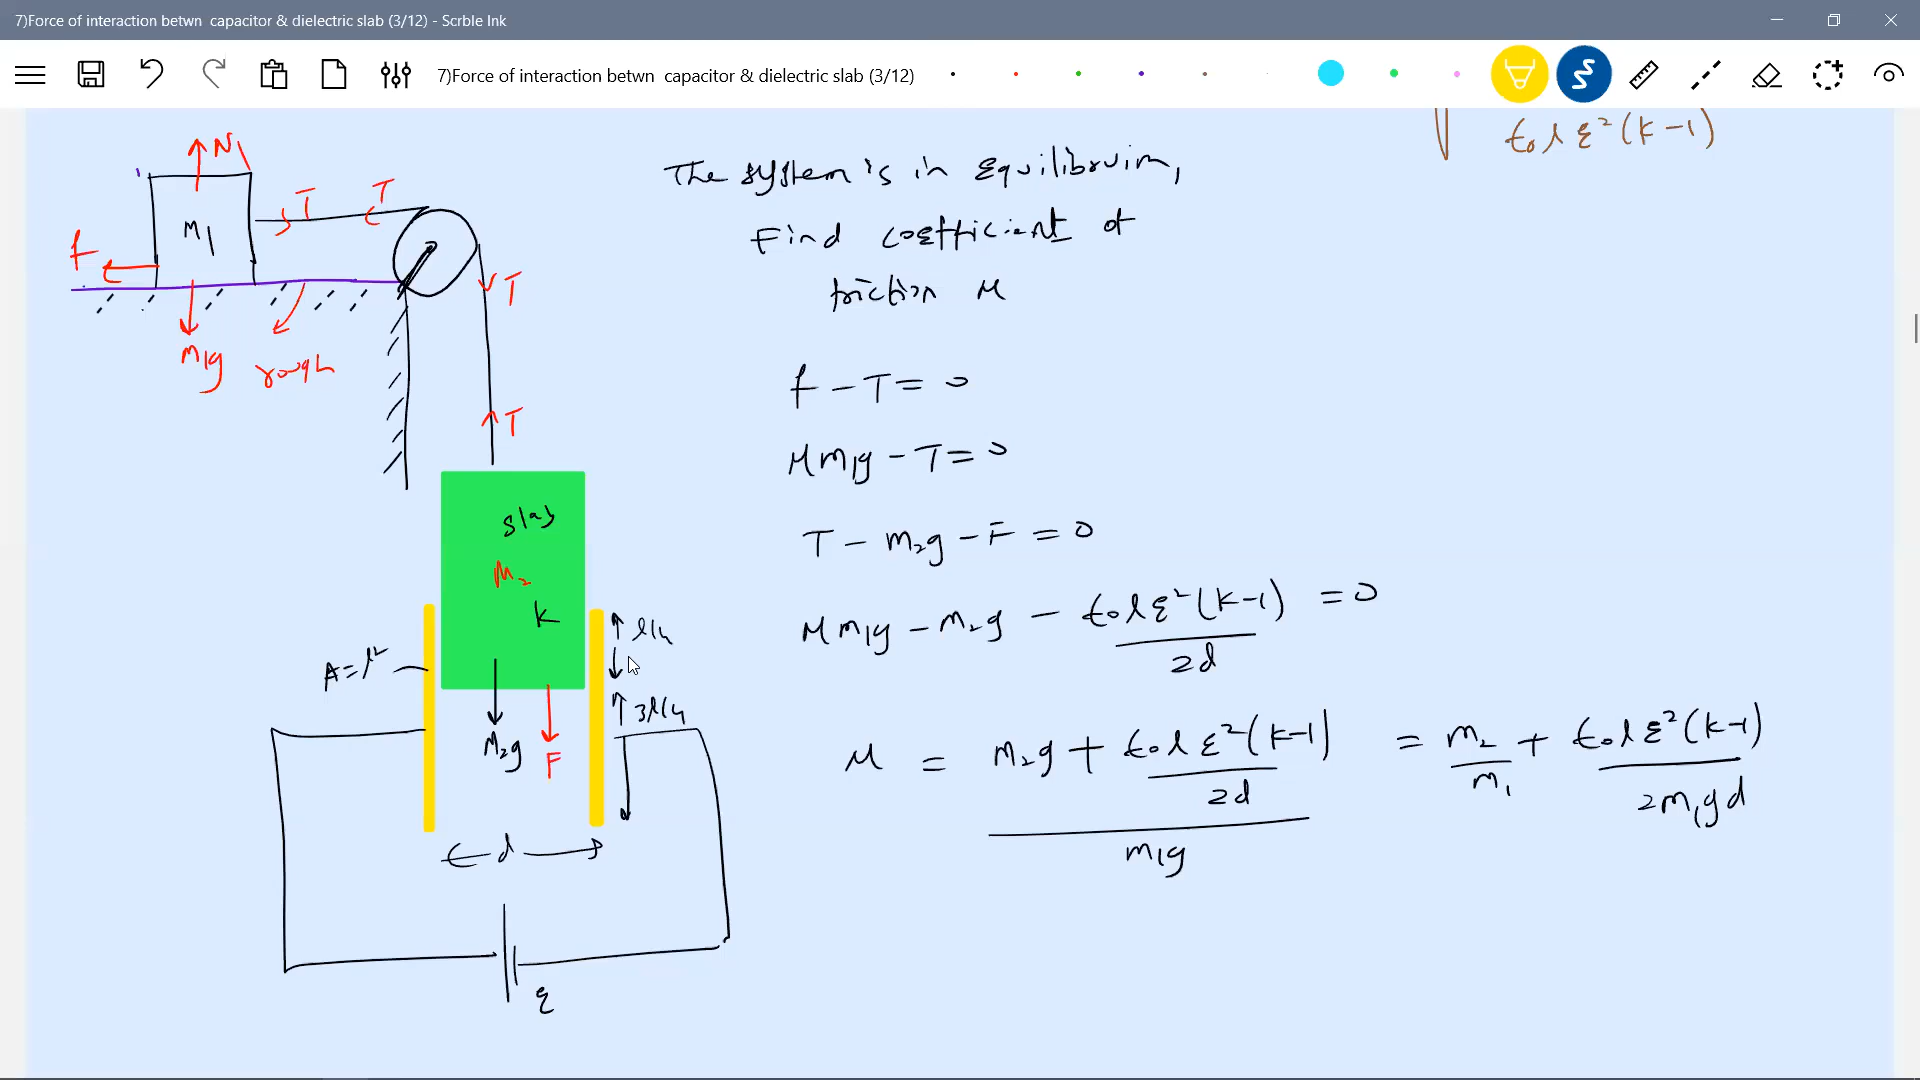 7)Force of interaction betwn capacitor & dielectric slab (3/12) - Scrble Ink
7)Force of interaction betwn capacitor & dielectric slab (3/12)
ε₀ l ε² (k-1)
The system is in Equilibruim,
Find coefficient of
friction μ
N₁
T
T
M₁
f
T
M₁g
rough
T
f - T = 0
μm₁g - T = 0
T - m₂g - F = 0
μm₁g - m₂g - ε₀lε²(k-1)/2d = 0
μ = (m₂g + ε₀lε²(k-1)/2d)/m₁g = m₂/m₁ + ε₀lε²(k-1)/2m₁gd
slab
M₂
k
l/4
A = l²
3l/4
M₂g
F
d
ε